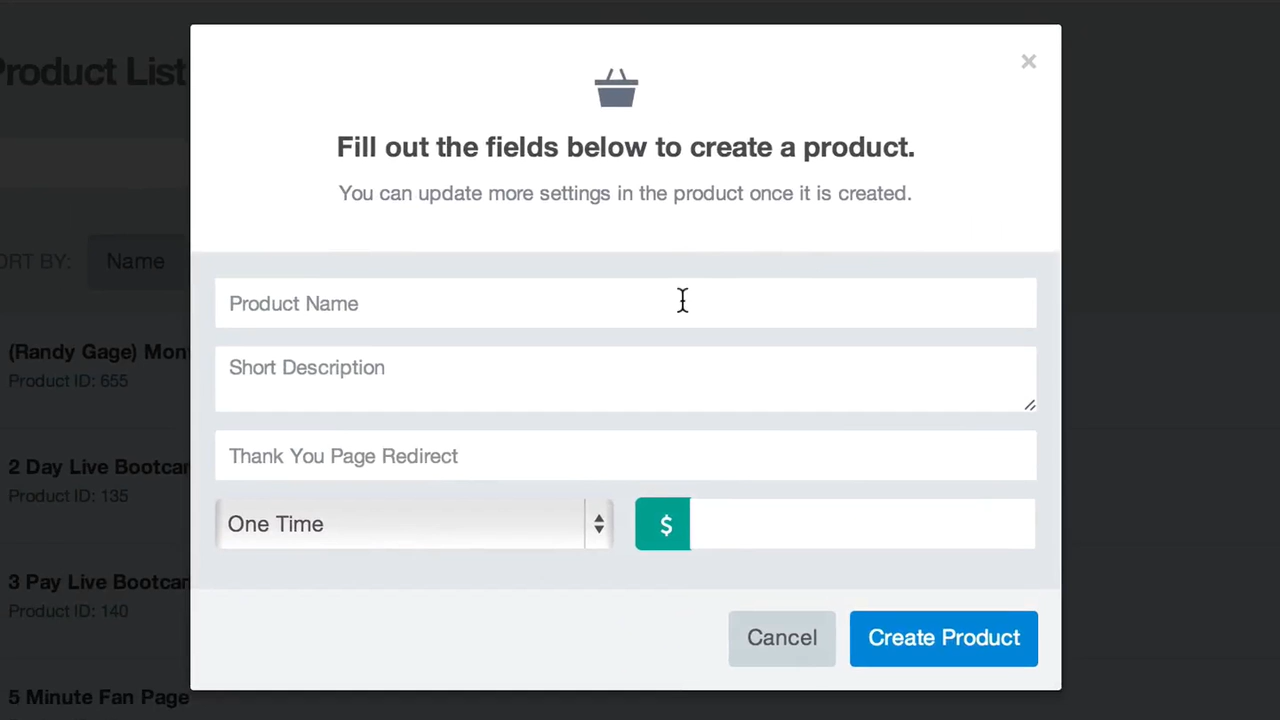 Product List
×
Fill out the fields below to create a product.
You can update more settings in the product once it is created.
ORT BY: Name
Product Name
(Randy Gage) Mon
Product ID: 655
Short Description
Thank You Page Redirect
2 Day Live Bootcam
Product ID: 135
One Time
$
3 Pay Live Bootcam
Product ID: 140
Cancel
Create Product
5 Minute Fan Page